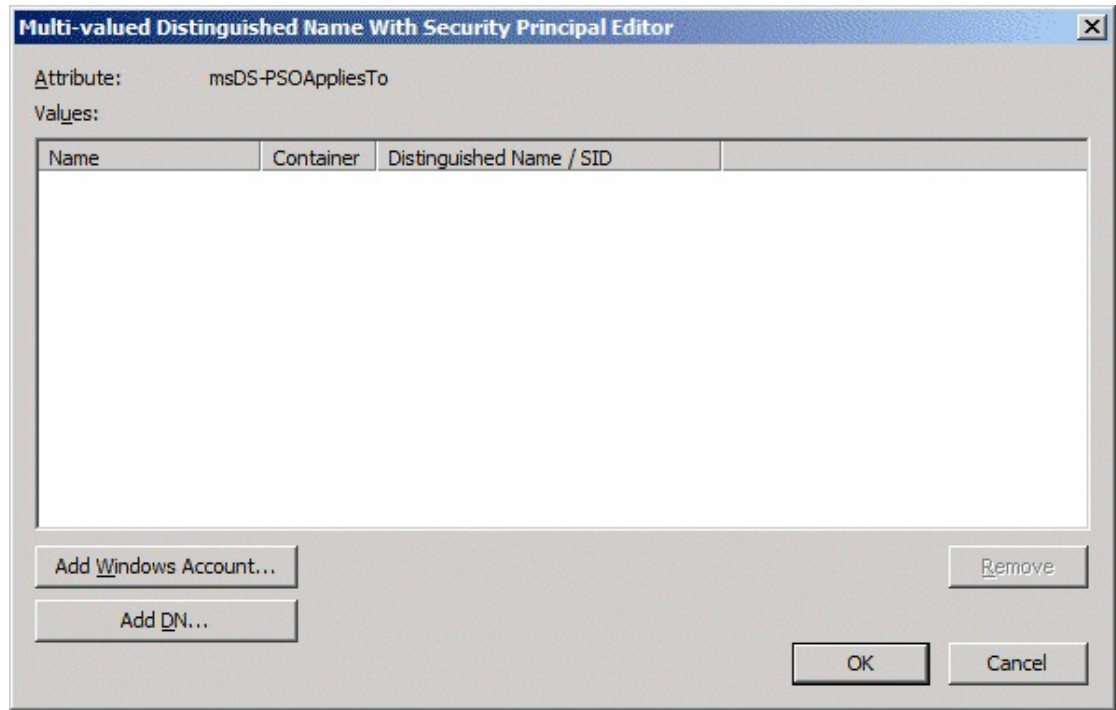 Multi-valued Distinguished Name With Security Principal Editor
Attribute: msDS-PSOAppliesTo
Values:
Name Container Distinguished Name / SID
Add Windows Account... Remove
Add DN...
OK Cancel